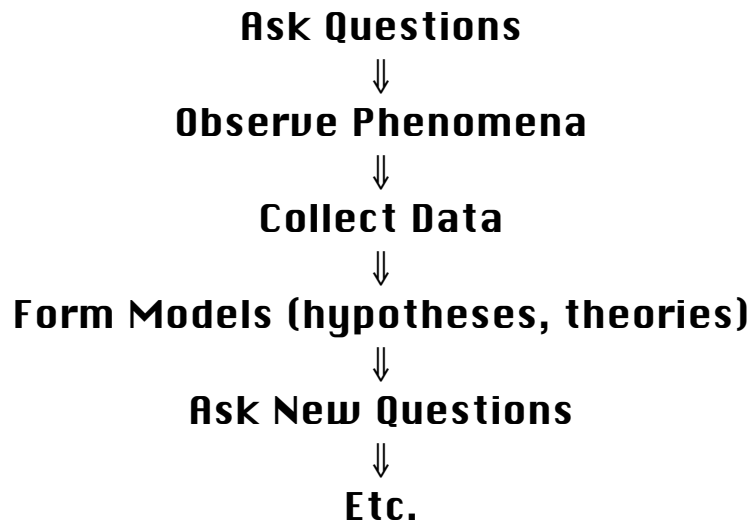 Ask Questions
⇓
Observe Phenomena
⇓
Collect Data
⇓
Form Models (hypotheses, theories)
⇓
Ask New Questions
⇓
Etc.